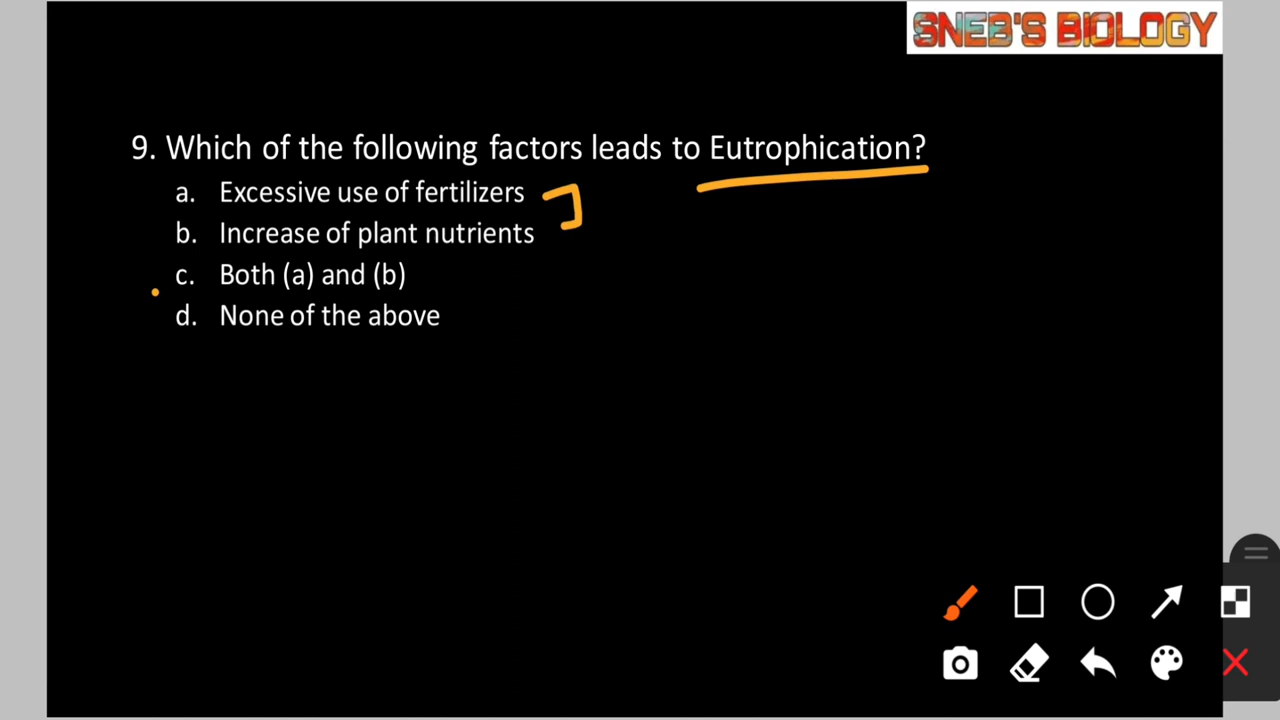 SNEB'S BIOLOGY
9. Which of the following factors leads to Eutrophication?
a. Excessive use of fertilizers
b. Increase of plant nutrients
c. Both (a) and (b)
d. None of the above